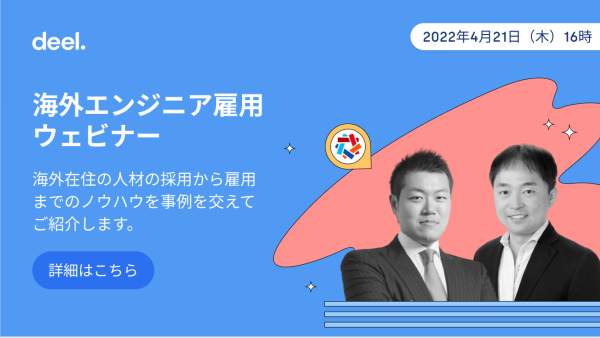 deel.
2022年4月21日（木）16時
海外エンジニア雇用
ウェビナー
海外在住の人材の採用から雇用
までのノウハウを事例を交えて
ご紹介します。
詳細はこちら